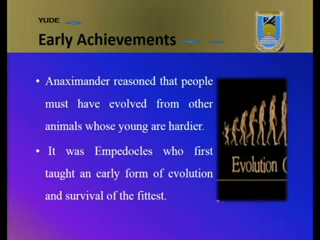 YUDE
Early Achievements
• Anaximander reasoned that people
must have evolved from other
animals whose young are hardier.
• It was Empedocles who first
taught an early form of evolution
and survival of the fittest.
Evolution (